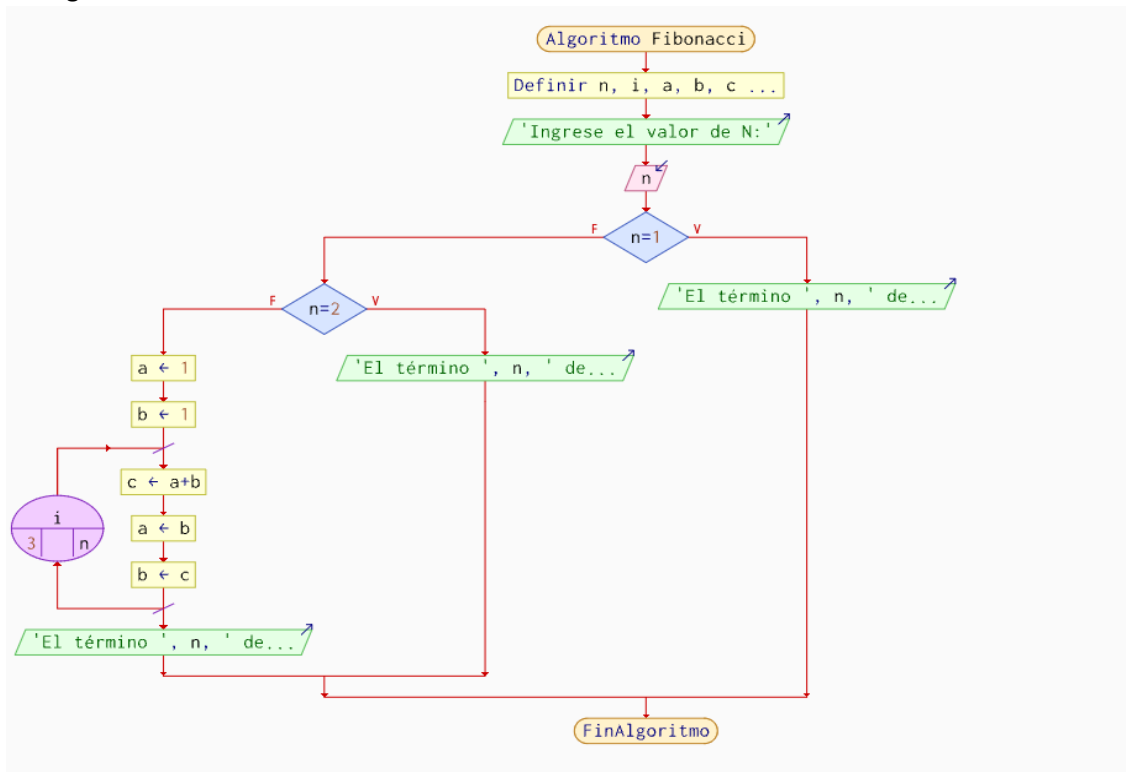 Algoritmo Fibonacci
Definir n, i, a, b, c ...
'Ingrese el valor de N:'
n
F
n=1
V
'El término ', n, ' de...
F
n=2
V
'El término ', n, ' de...
a ← 1
b ← 1
c ← a+b
i
3
n
a ← b
b ← c
'El término ', n, ' de...
FinAlgoritmo